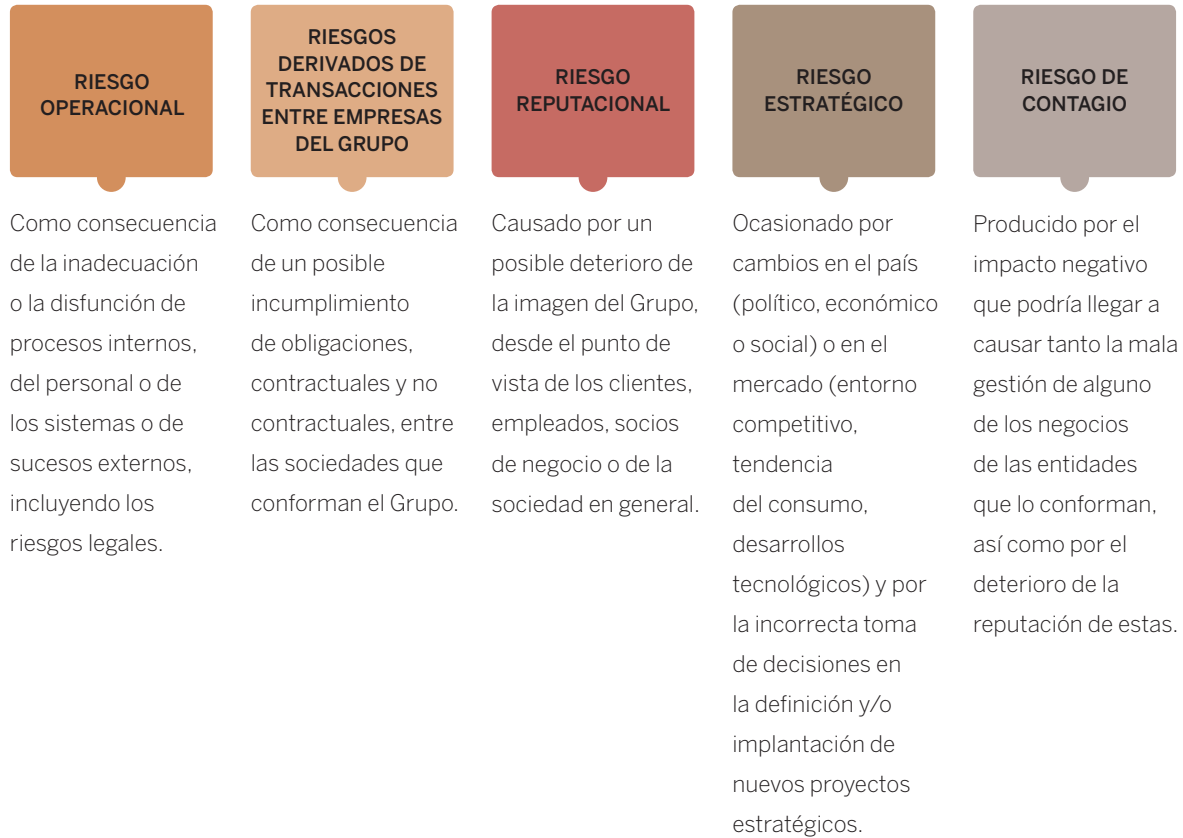 RIESGO
OPERACIONAL
Como consecuencia
de la inadecuación
o la disfunción de
procesos internos,
del personal o de
los sistemas o de
sucesos externos,
incluyendo los
riesgos legales.
RIESGOS
DERIVADOS DE
TRANSACCIONES
ENTRE EMPRESAS
DEL GRUPO
Como consecuencia
de un posible
incumplimiento
de obligaciones,
contractuales y no
contractuales, entre
las sociedades que
conforman el Grupo.
RIESGO
REPUTACIONAL
Causado por un
posible deterioro de
la imagen del Grupo,
desde el punto de
vista de los clientes,
empleados, socios
de negocio o de la
sociedad en general.
RIESGO
ESTRATÉGICO
Ocasionado por
cambios en el país
(político, económico
o social) o en el
mercado (entorno
competitivo,
tendencia
del consumo,
desarrollos
tecnológicos) y por
la incorrecta toma
de decisiones en
la definición y/o
implantación de
nuevos proyectos
estratégicos.
RIESGO DE
CONTAGIO
Producido por el
impacto negativo
que podría llegar a
causar tanto la mala
gestión de alguno
de los negocios
de las entidades
que lo conforman,
así como por el
deterioro de la
reputación de estas.